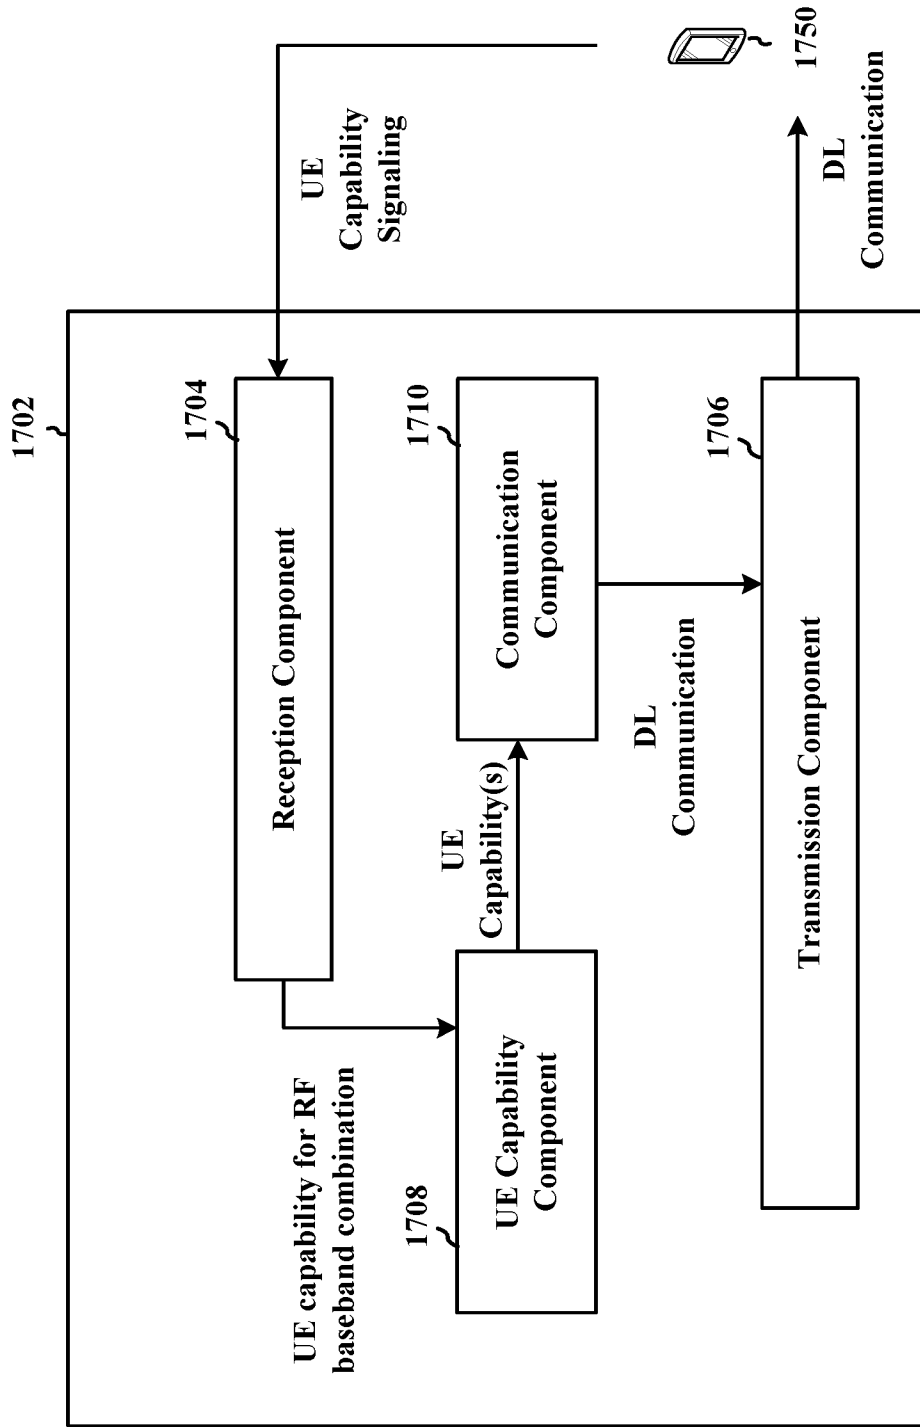 1702
1704
Reception Component
UE
Capability
Signaling
UE capability for RF
baseband combination
1708
UE Capability
Component
UE
Capability(s)
1710
Communication
Component
DL
Communication
1706
Transmission Component
DL
Communication
1750